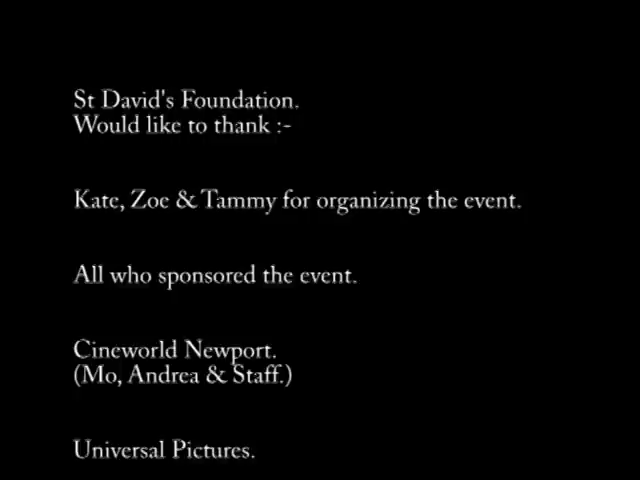 St David's Foundation.
Would like to thank :-
Kate, Zoe & Tammy for organizing the event.
All who sponsored the event.
Cineworld Newport.
(Mo, Andrea & Staff.)
Universal Pictures.